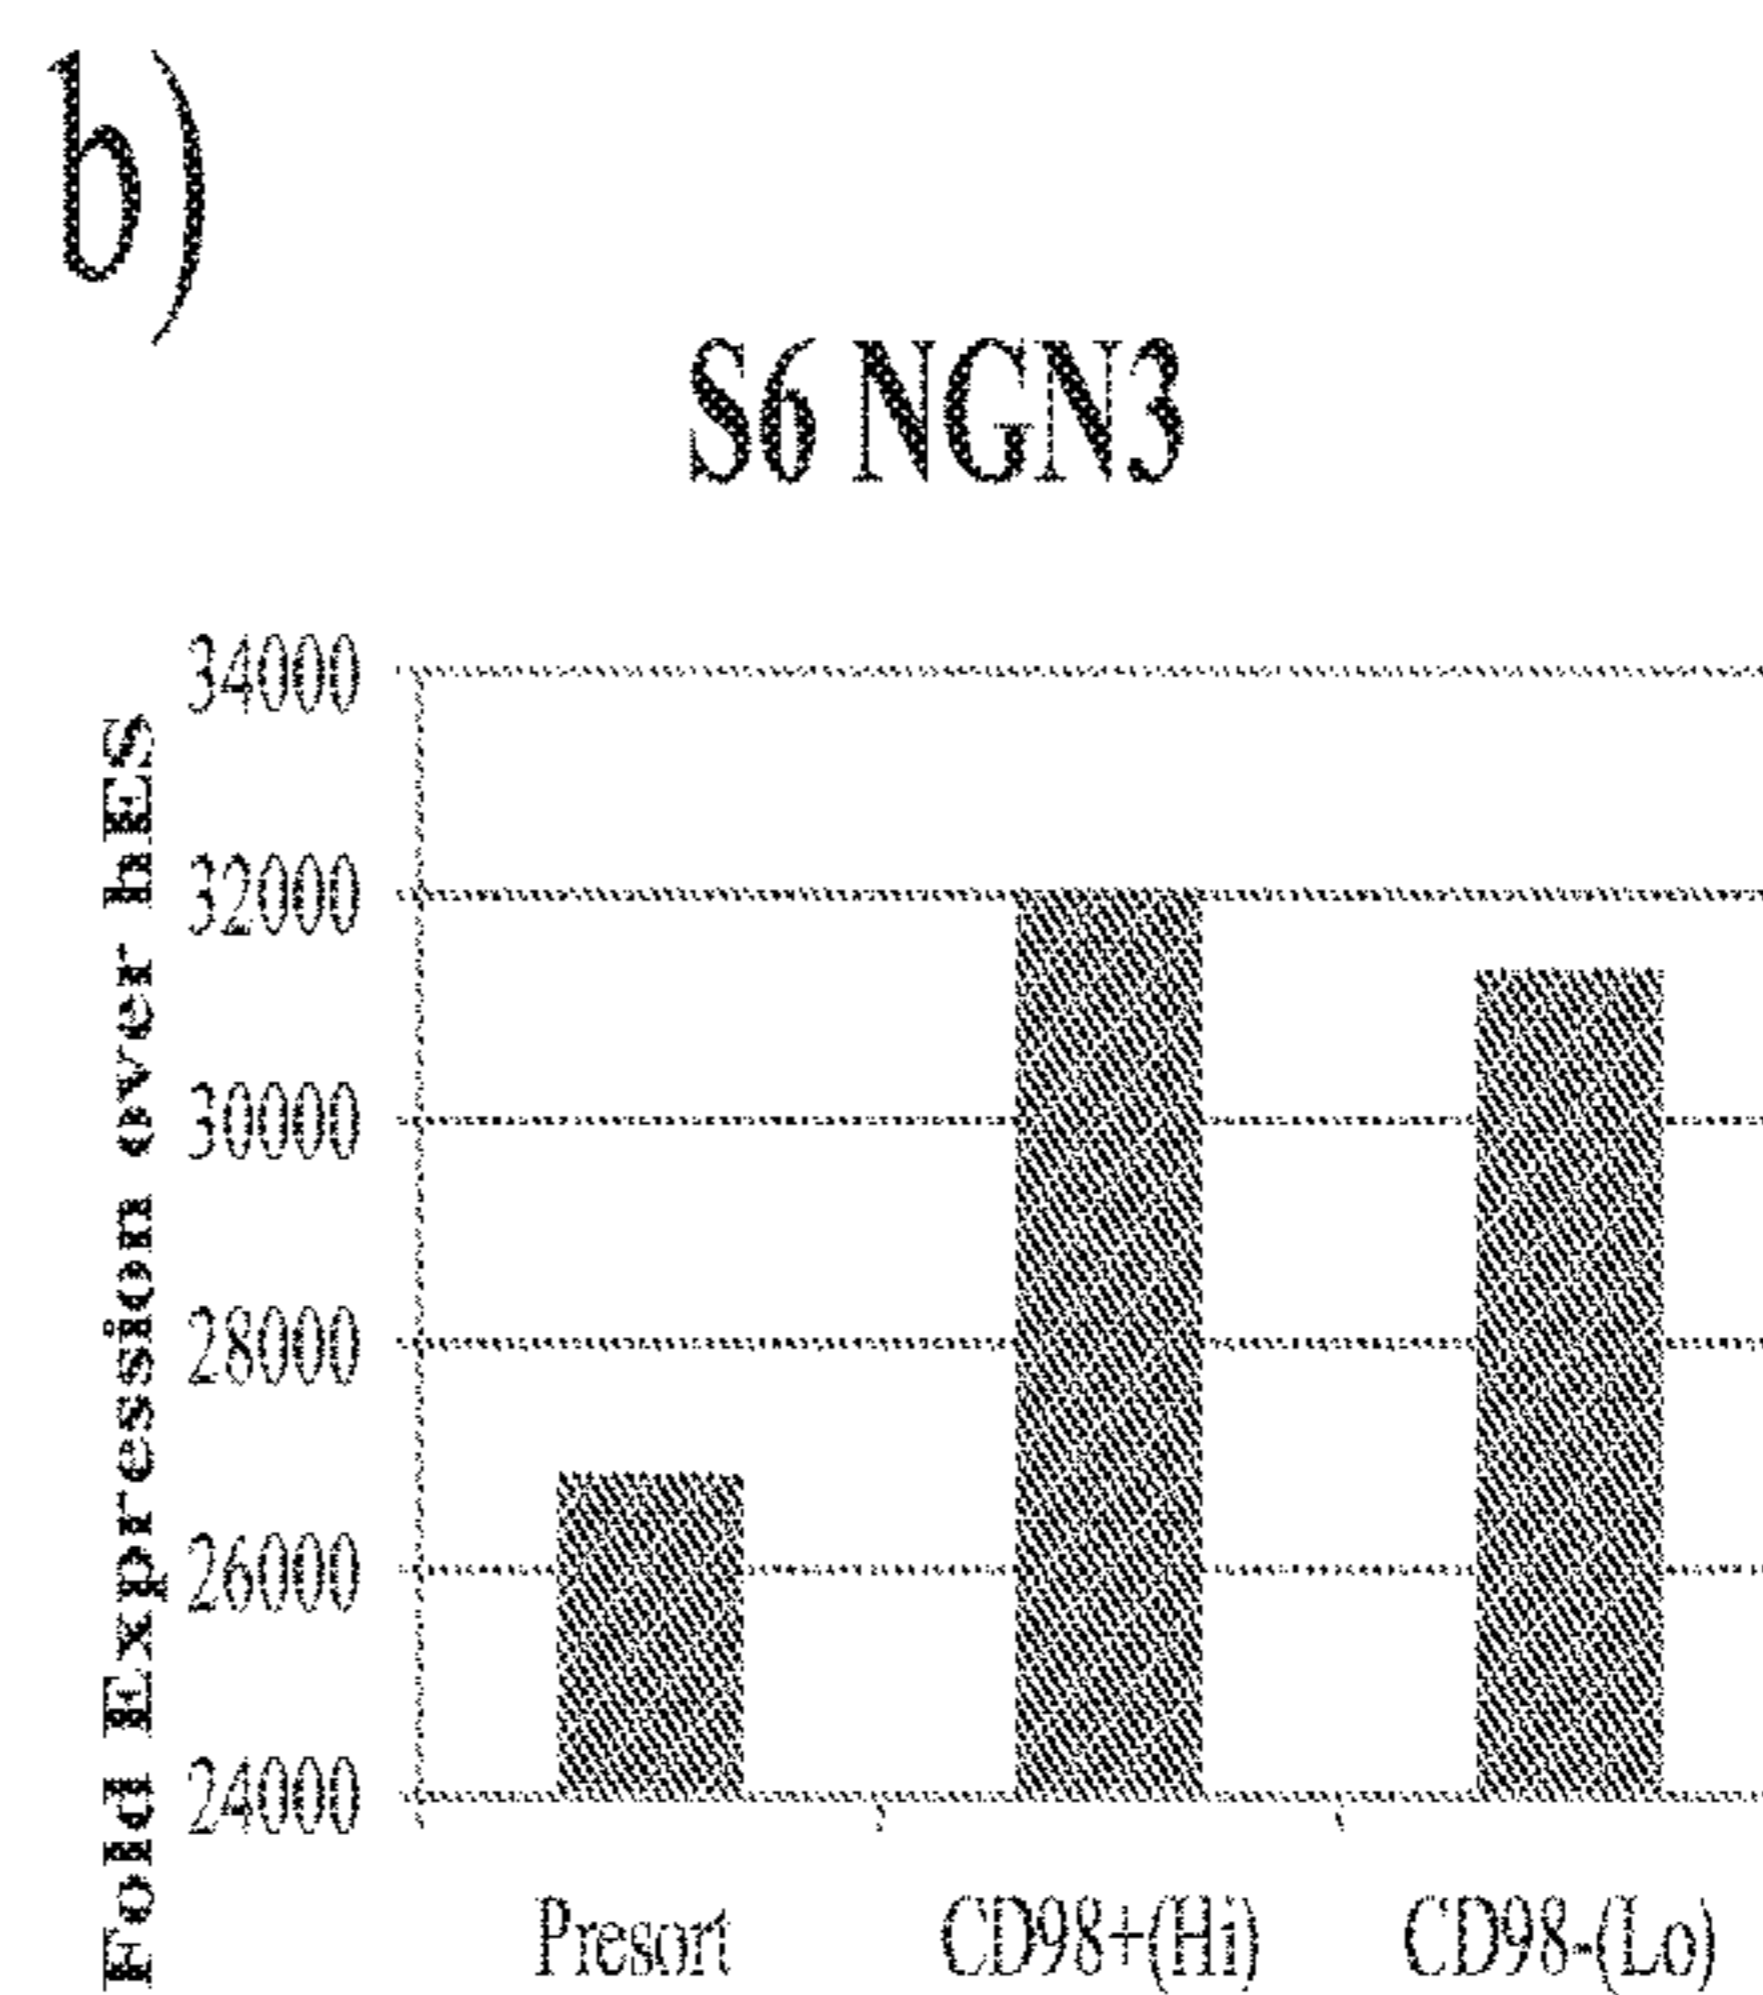 b)
S6 NGN3
Fold Expression over hES
34000
32000
30000
28000
26000
24000
Presort
CD98+(Hi)
CD98-(Lo)